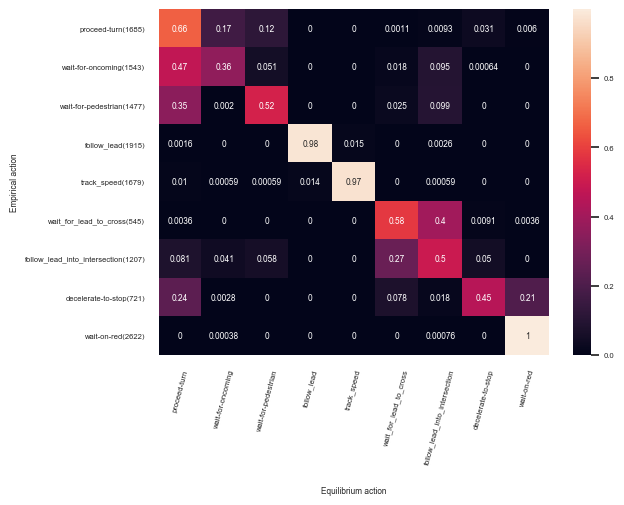 proceed-turn(1685) 0.66 0.17 0.12 0 0 0.0011 0.0093 0.031 0.006
wait-for-oncoming(1543) 0.47 0.36 0.051 0 0 0.018 0.095 0.00064 0
wait-for-pedestrian(1477) 0.35 0.002 0.52 0 0 0.025 0.099 0 0
follow_lead(1915) 0.0016 0 0 0.98 0.015 0 0.0026 0 0
track_speed(1679) 0.01 0.00059 0.00059 0.014 0.97 0 0.00059 0 0
wait_for_lead_to_cross(545) 0.0036 0 0 0 0 0.58 0.4 0.0091 0.0036
follow_lead_into_intersection(1207) 0.081 0.041 0.058 0 0 0.27 0.5 0.05 0
decelerate-to-stop(721) 0.24 0.0028 0 0 0 0.078 0.018 0.45 0.21
wait-on-red(2622) 0 0.00038 0 0 0 0 0.00076 0 1
Empirical action
proceed-turn
wait-for-oncoming
wait-for-pedestrian
follow_lead
track_speed
wait_for_lead_to_cross
follow_lead_into_intersection
decelerate-to-stop
wait-on-red
Equilibrium action
0.8
0.6
0.4
0.2
0.0